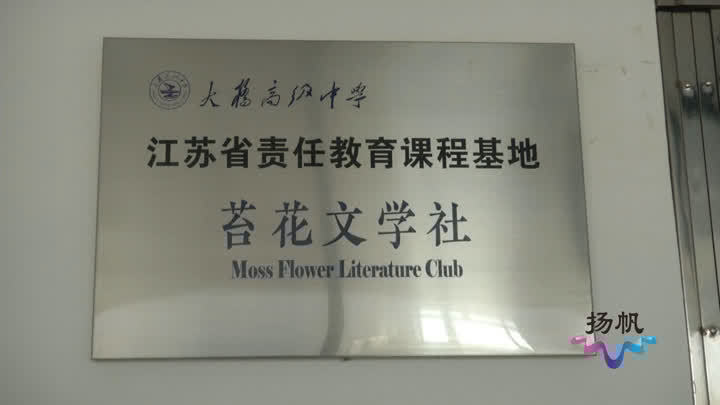 大桥高级中学
江苏省责任教育课程基地
苔花文学社
Moss Flower Literature Club
扬帆